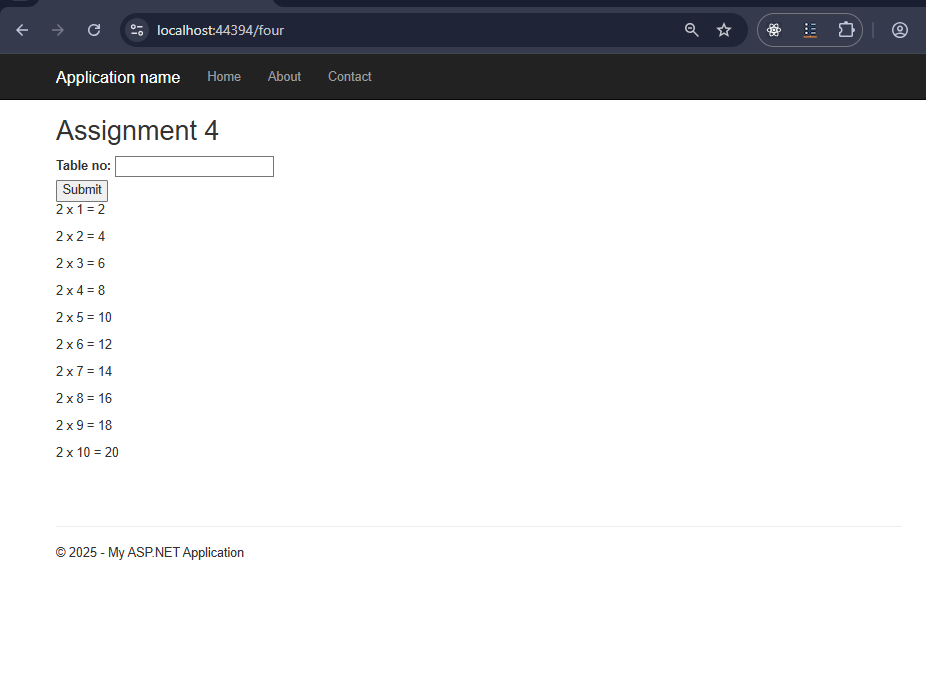 localhost:44394/four
Application name Home About Contact
Assignment 4
Table no:
Submit
2 x 1 = 2
2 x 2 = 4
2 x 3 = 6
2 x 4 = 8
2 x 5 = 10
2 x 6 = 12
2 x 7 = 14
2 x 8 = 16
2 x 9 = 18
2 x 10 = 20
© 2025 - My ASP.NET Application